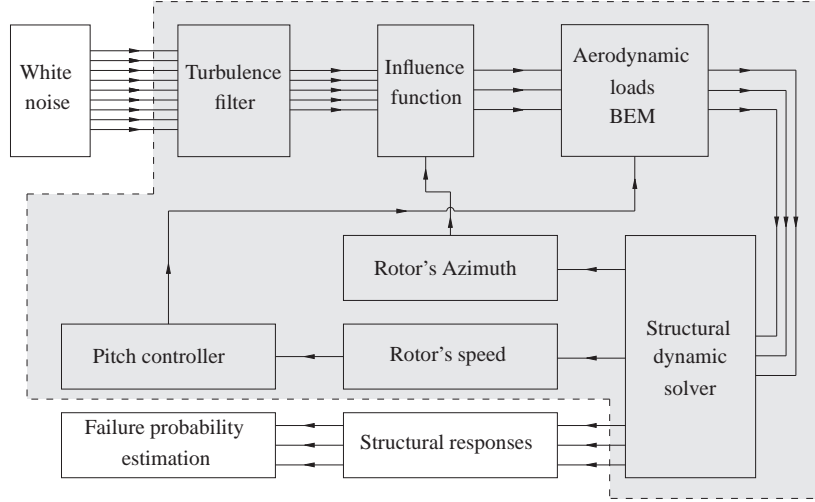 White
noise
Turbulence
filter
Influence
function
Aerodynamic
loads
BEM
Rotor's Azimuth
Pitch controller
Rotor's speed
Structural
dynamic
solver
Failure probability
estimation
Structural responses